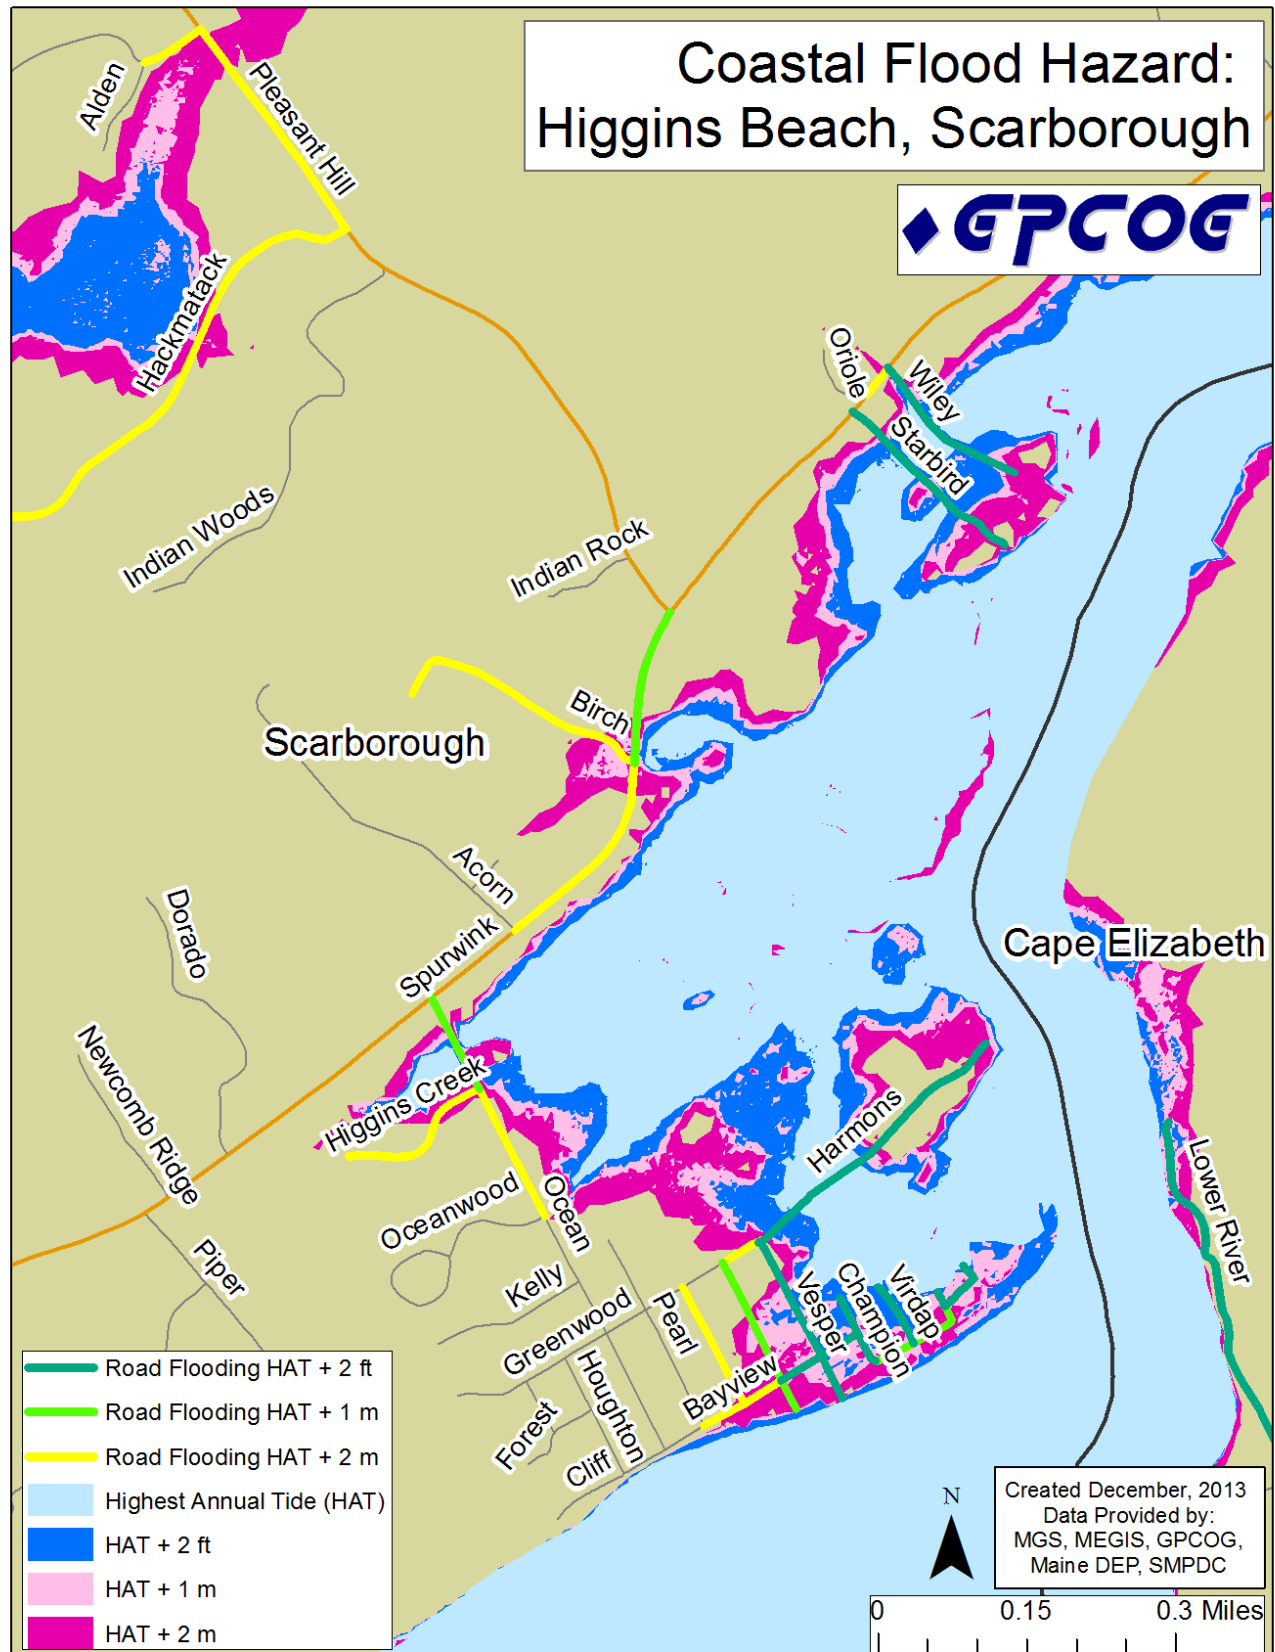 Coastal Flood Hazard:
Higgins Beach, Scarborough
GPCOG
Alden
Pleasant Hill
Hackmatack
Oriole
Wiley
Starbird
Indian Woods
Indian Rock
Birch
Scarborough
Acorn
Dorado
Spurwink
Cape Elizabeth
Newcomb Ridge
Higgins Creek
Harmons
Lower River
Oceanwood
Ocean
Piper
Kelly
Greenwood
Pearl
Vesper
Champion
Virdap
Bayview
Houghton
Forest
Cliff
Road Flooding HAT + 2 ft
Road Flooding HAT + 1 m
Road Flooding HAT + 2 m
Highest Annual Tide (HAT)
HAT + 2 ft
HAT + 1 m
HAT + 2 m
N
Created December, 2013
Data Provided by:
MGS, MEGIS, GPCOG,
Maine DEP, SMPDC
0 0.15 0.3 Miles